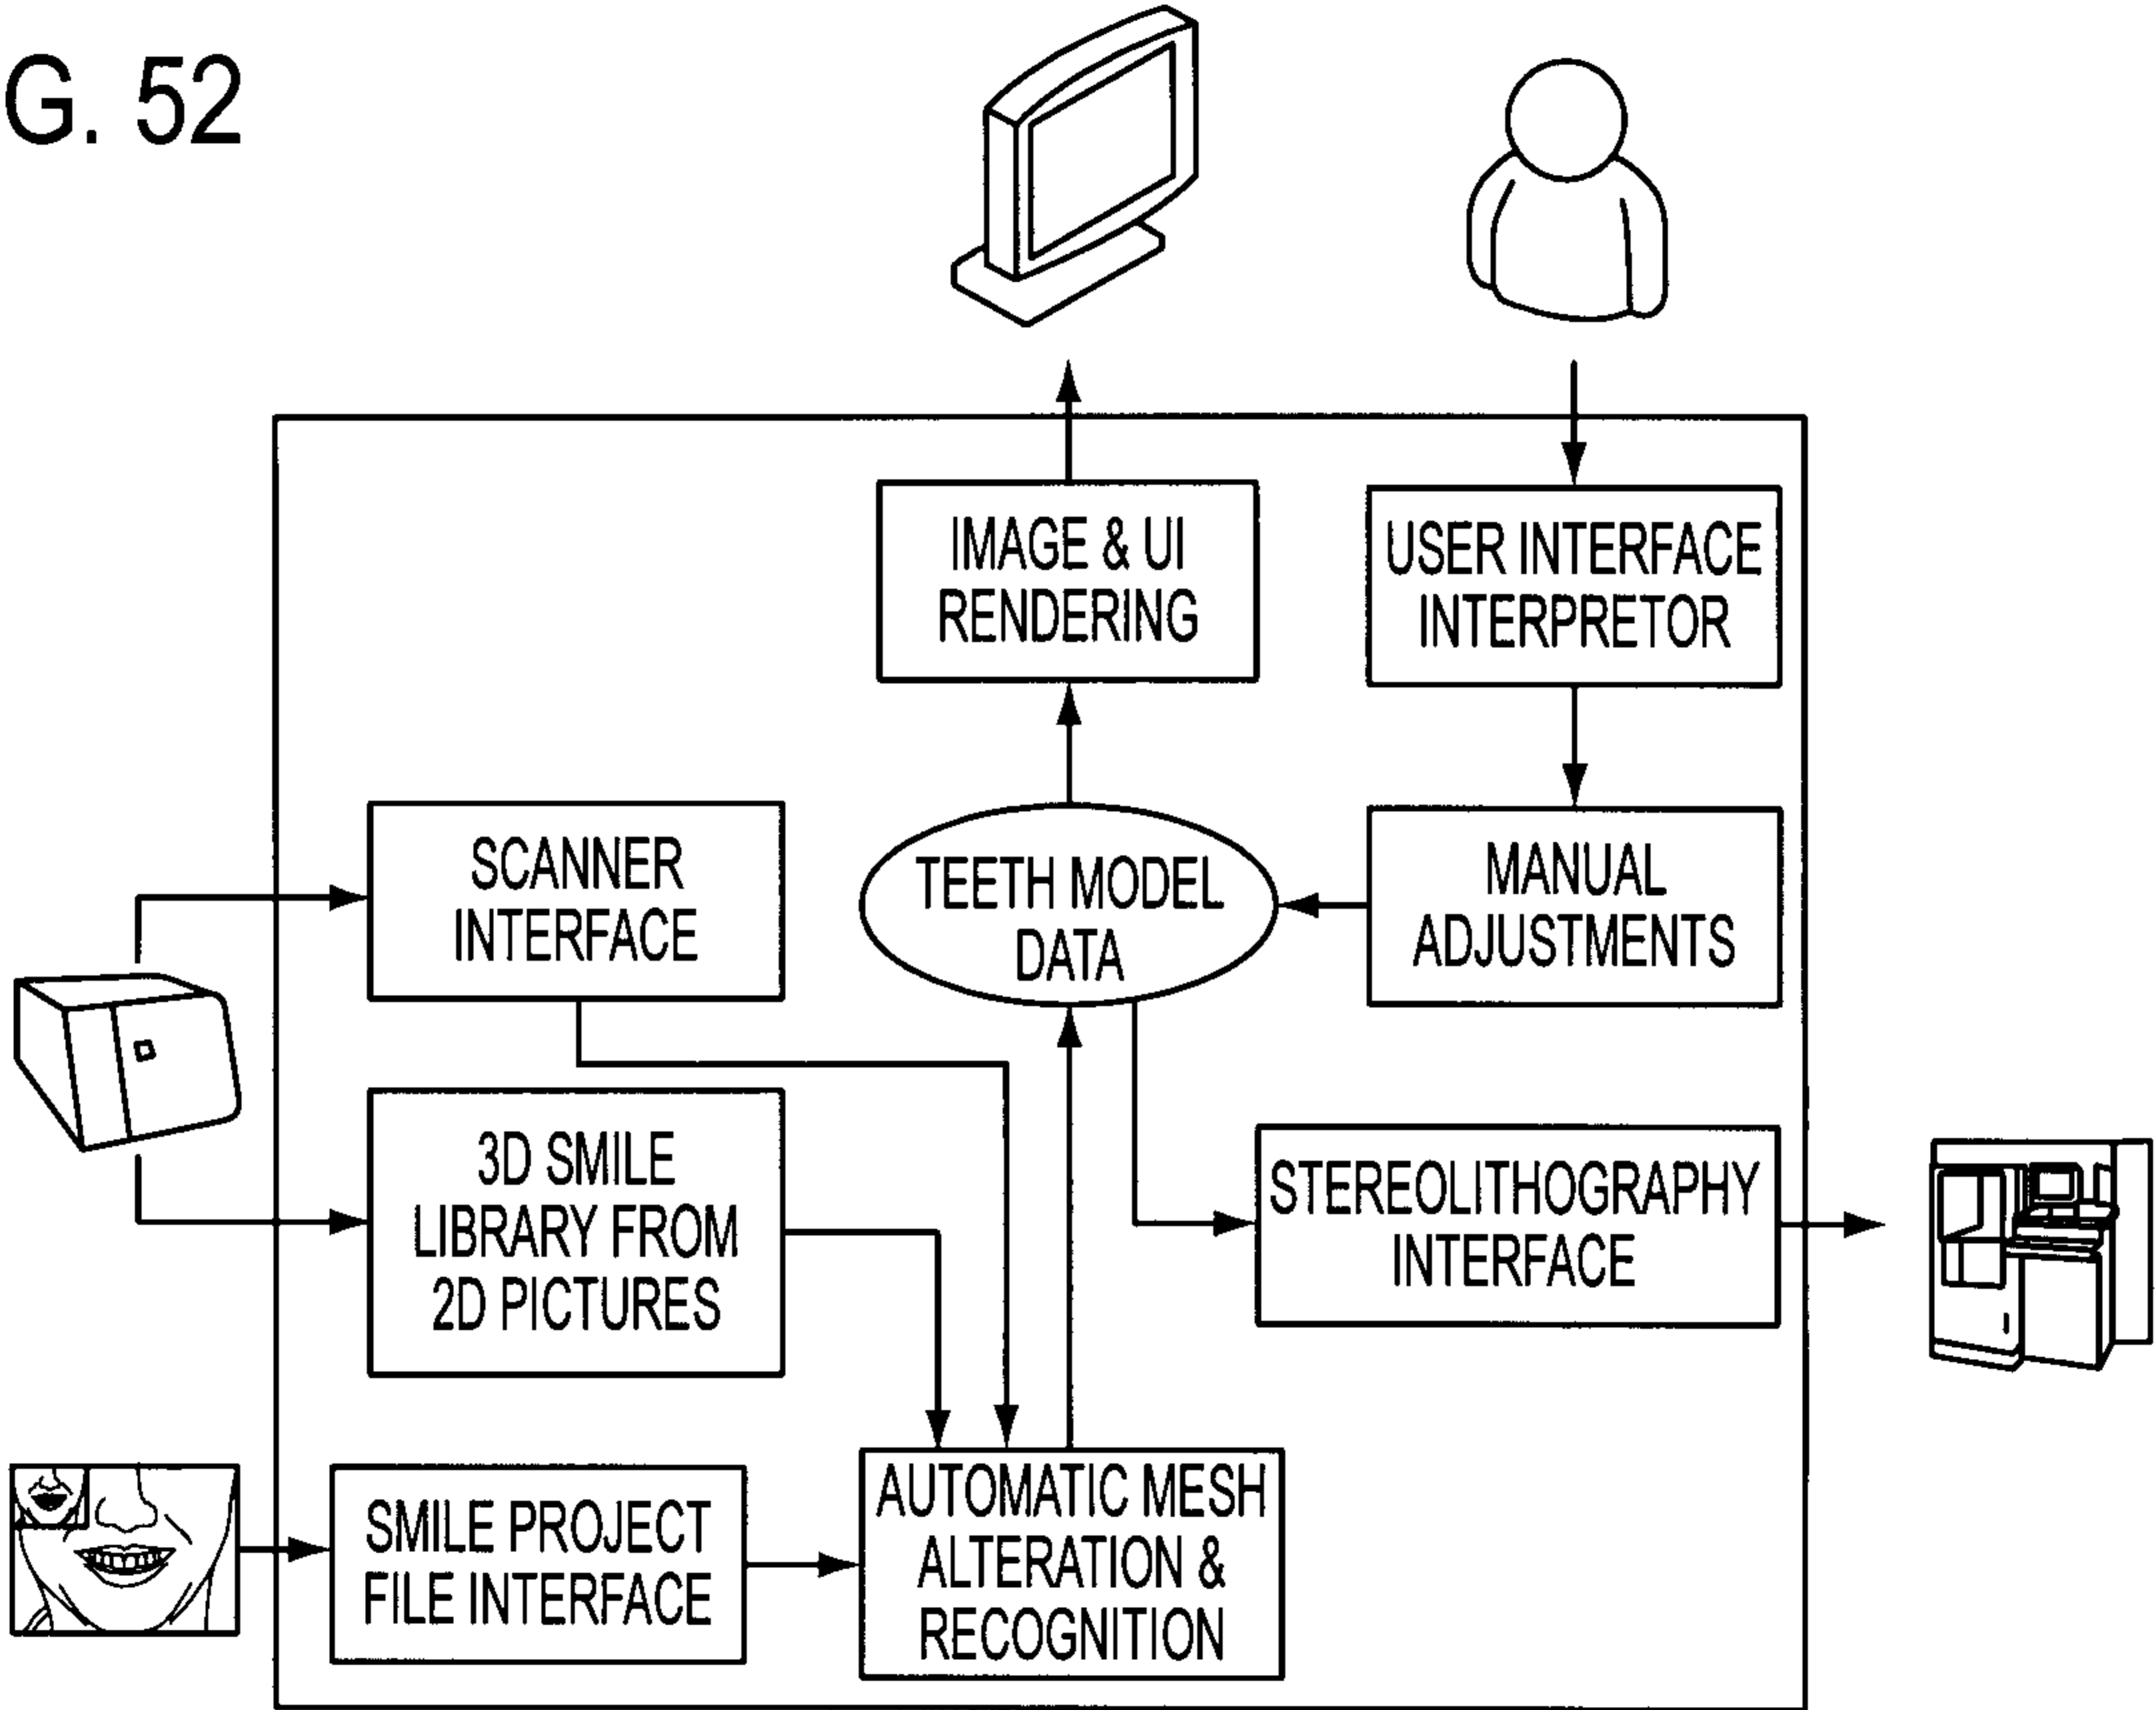 G. 52
IMAGE & UI
RENDERING
USER INTERFACE
INTERPRETOR
SCANNER
INTERFACE
TEETH MODEL
DATA
MANUAL
ADJUSTMENTS
3D SMILE
LIBRARY FROM
2D PICTURES
STEREOLITHOGRAPHY
INTERFACE
SMILE PROJECT
FILE INTERFACE
AUTOMATIC MESH
ALTERATION &
RECOGNITION